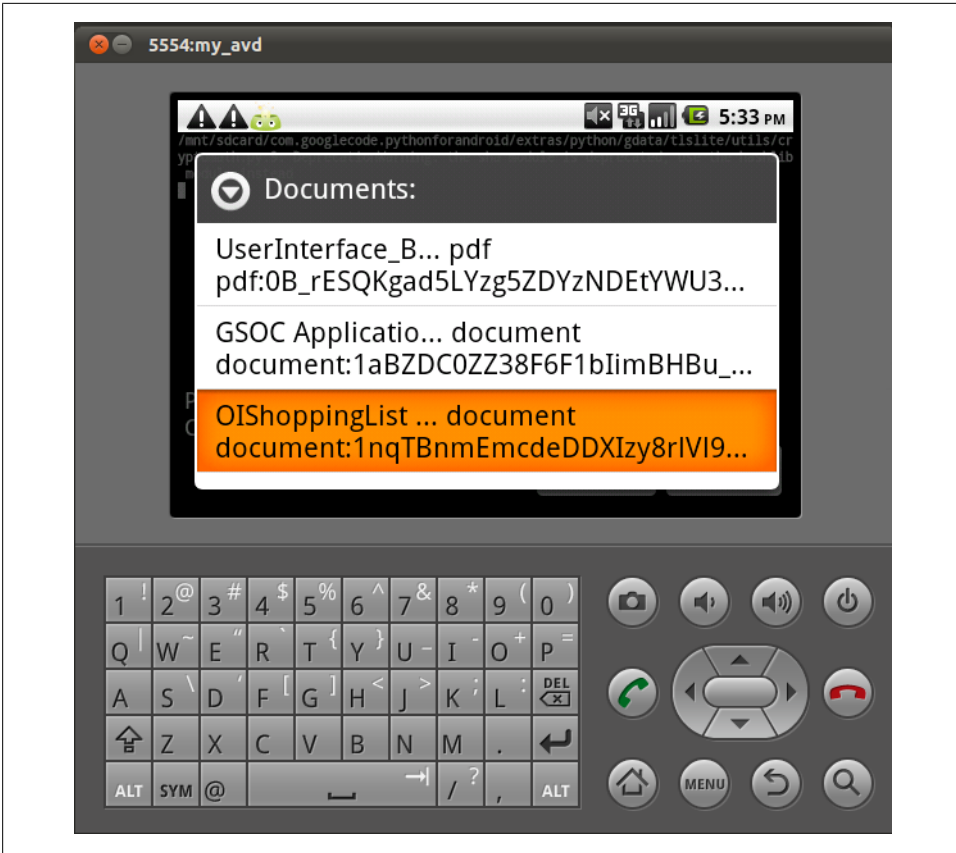 5554:my_avd
3G 5:33 PM
/mnt/sdcard/com.googlecode.pythonforandroid/extras/python/gdata/tlslite/utils/cr
Documents:
UserInterface_B... pdf
pdf:0B_rESQKgad5LYzg5ZDYzNDEtYWU3...
GSOC Applicatio... document
document:1aBZDC0ZZ38F6F1bIimBHBu_...
OIShoppingList ... document
document:1nqTBnmEmcdeDDXIzy8rlVl9...
1 ! 2 @ 3 # 4 $ 5 % 6 ^ 7 & 8 * 9 ( 0 )
Q | W ~ E " R ` T { Y } U _ I - O + P =
A S \ D ' F [ G ] H < J > K ; L : DEL
Z X C V B N M .
ALT SYM @ / ? , ALT
MENU